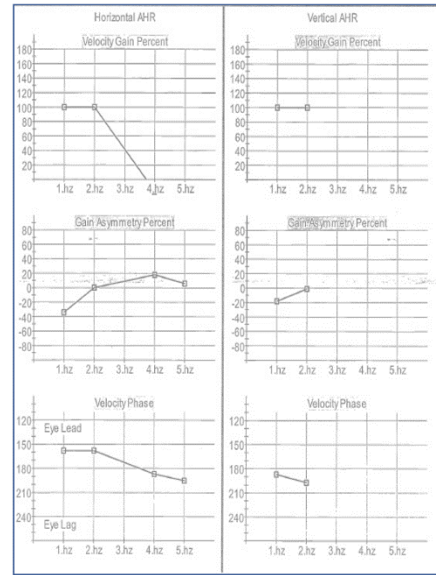 Horizontal AHR
Velocity Gain Percent
180
160
140
120
100
80
60
40
20
1.hz 2.hz 3.hz 4.hz 5.hz
Gain Asymmetry Percent
80
60
40
20
0
-20
-40
-60
-80
1.hz 2.hz 3.hz 4.hz 5.hz
Velocity Phase
120
Eye Lead
150
180
210
240
Eye Lag
1.hz 2.hz 3.hz 4.hz 5.hz
Vertical AHR
Velocity Gain Percent
180
160
140
120
100
80
60
40
20
1.hz 2.hz 3.hz 4.hz 5.hz
Gain Asymmetry Percent
80
60
40
20
0
-20
-40
-60
-80
1.hz 2.hz 3.hz 4.hz 5.hz
Velocity Phase
120
150
180
210
240
1.hz 2.hz 3.hz 4.hz 5.hz